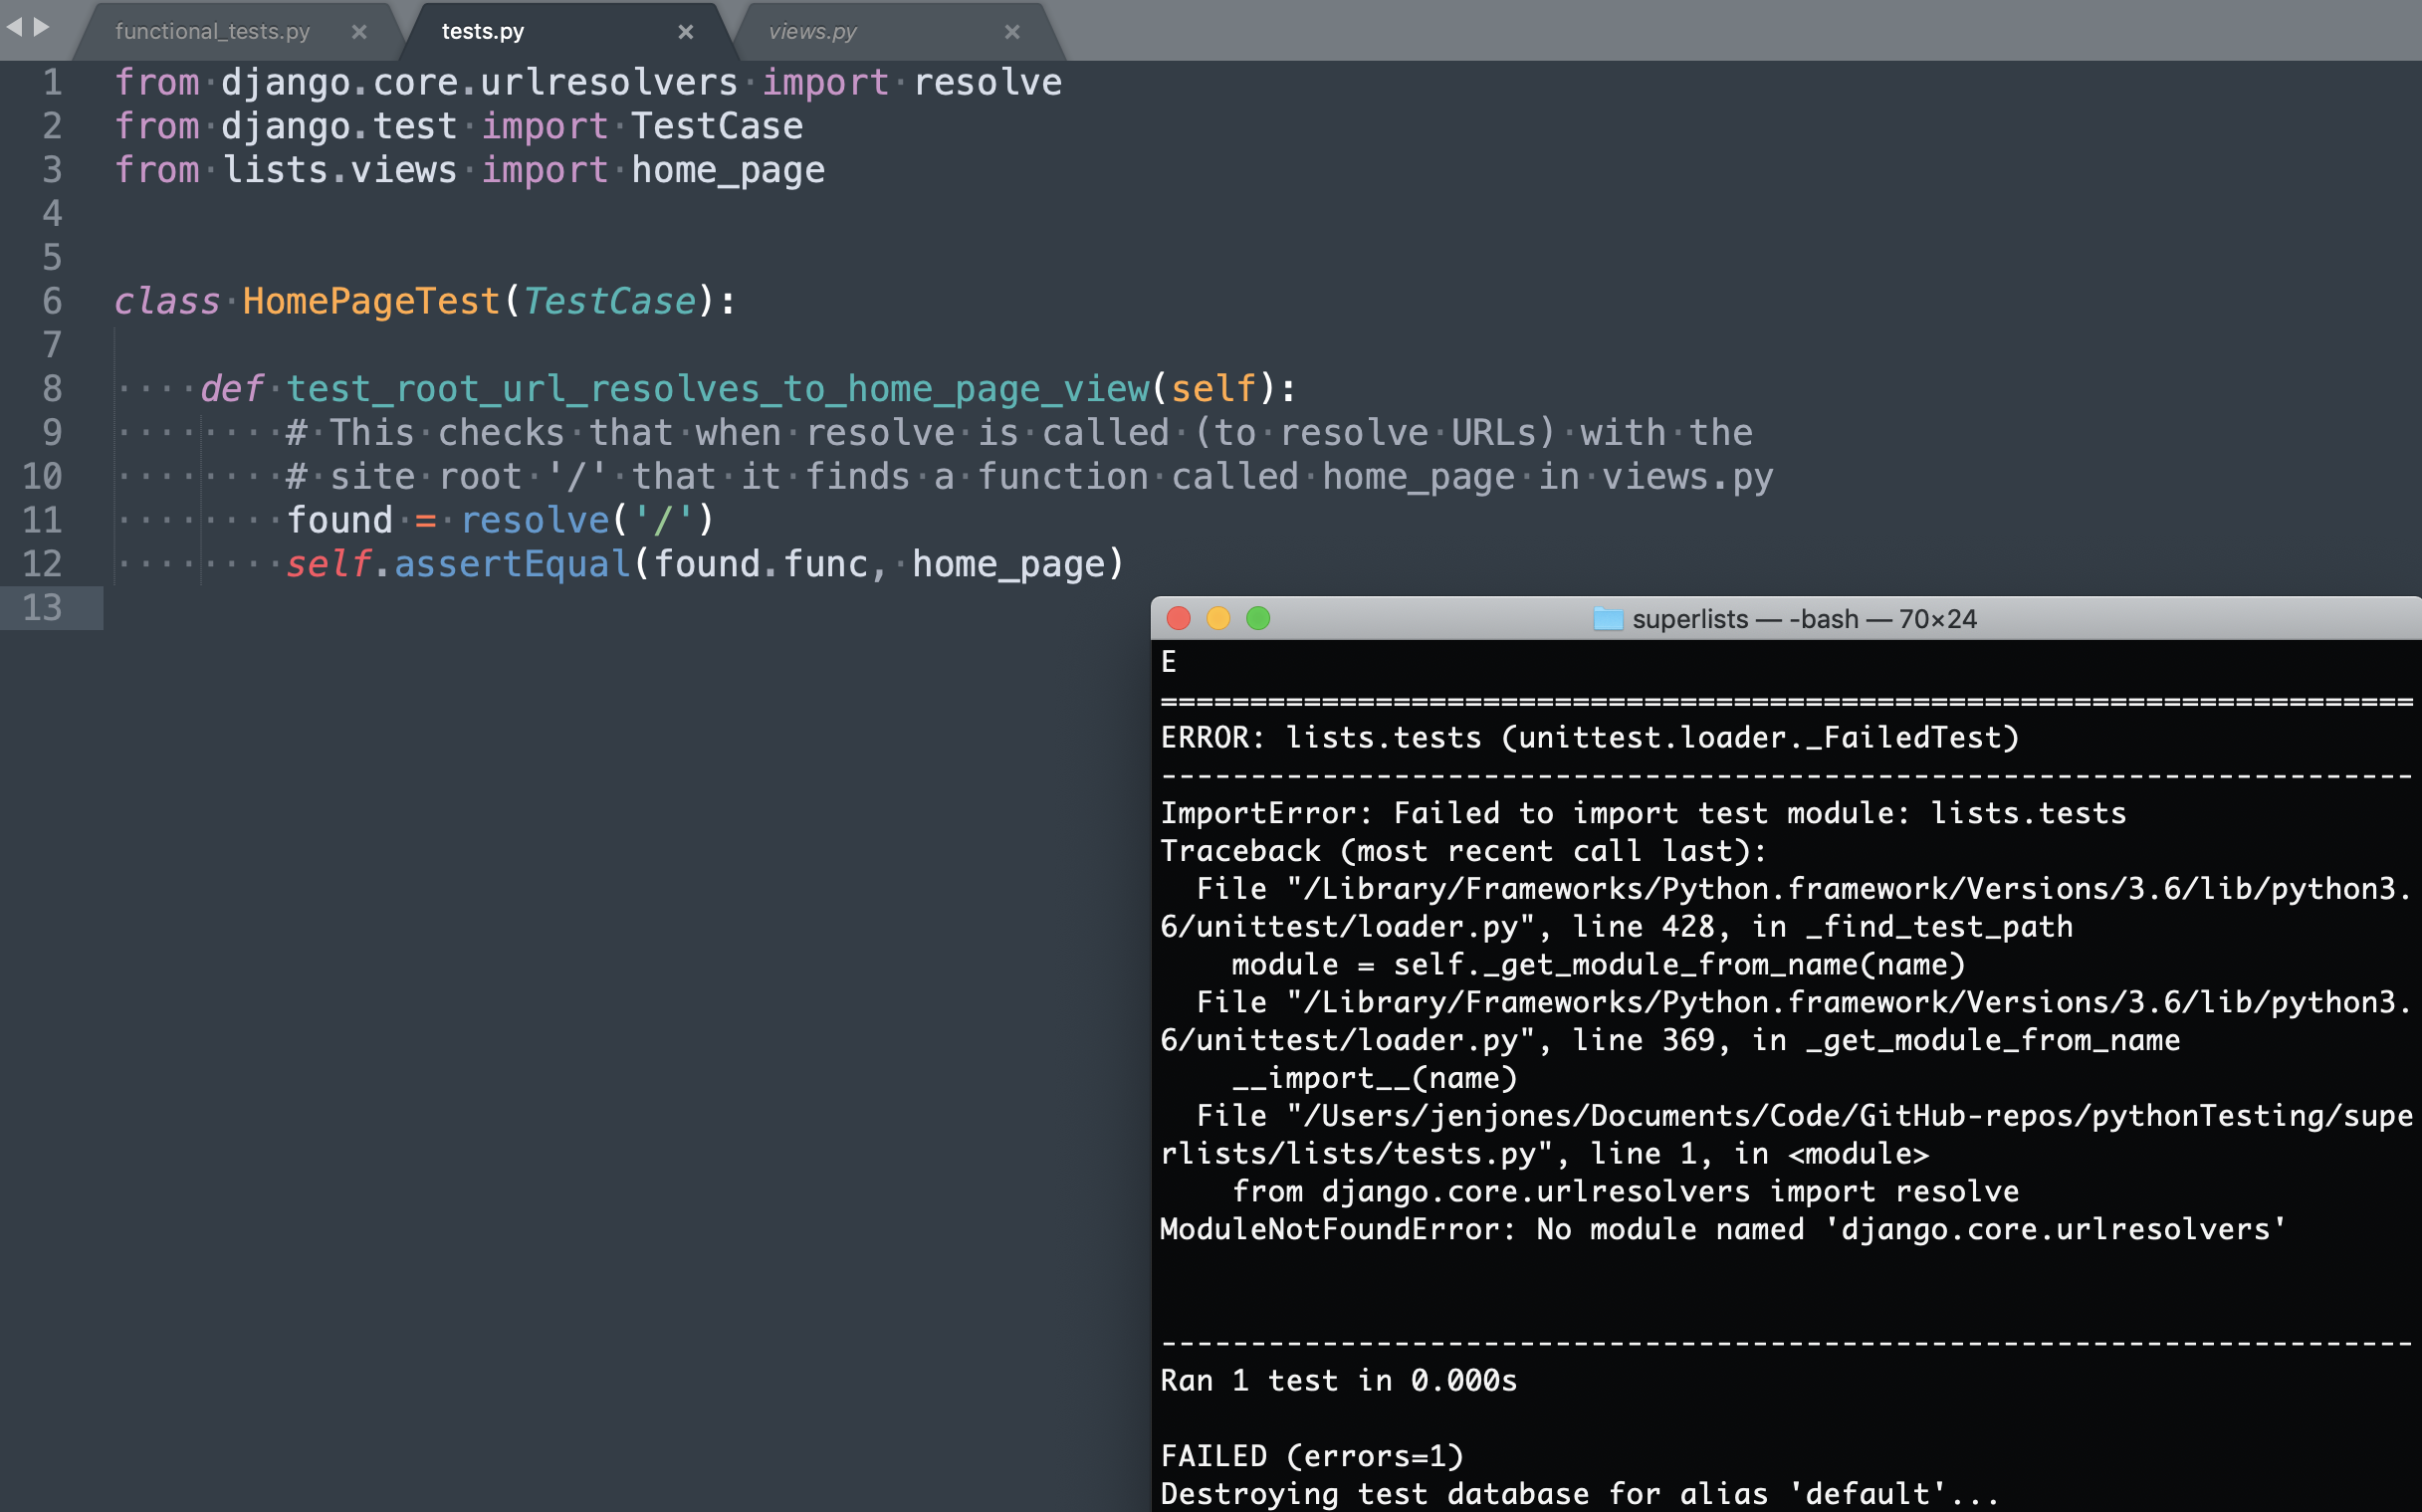 functional_tests.py × tests.py × views.py ×
1 from django.core.urlresolvers import resolve
2 from django.test import TestCase
3 from lists.views import home_page
4
5
6 class HomePageTest(TestCase):
7
8 def test_root_url_resolves_to_home_page_view(self):
9 # This checks that when resolve is called (to resolve URLs) with the
10 # site root '/' that it finds a function called home_page in views.py
11 found = resolve('/')
12 self.assertEqual(found.func, home_page)
13
superlists — -bash — 70×24
E
======================================================================
ERROR: lists.tests (unittest.loader._FailedTest)
----------------------------------------------------------------------
ImportError: Failed to import test module: lists.tests
Traceback (most recent call last):
  File "/Library/Frameworks/Python.framework/Versions/3.6/lib/python3.
6/unittest/loader.py", line 428, in _find_test_path
    module = self._get_module_from_name(name)
  File "/Library/Frameworks/Python.framework/Versions/3.6/lib/python3.
6/unittest/loader.py", line 369, in _get_module_from_name
    __import__(name)
  File "/Users/jenjones/Documents/Code/GitHub-repos/pythonTesting/supe
rlists/lists/tests.py", line 1, in <module>
    from django.core.urlresolvers import resolve
ModuleNotFoundError: No module named 'django.core.urlresolvers'
----------------------------------------------------------------------
Ran 1 test in 0.000s
FAILED (errors=1)
Destroying test database for alias 'default'...